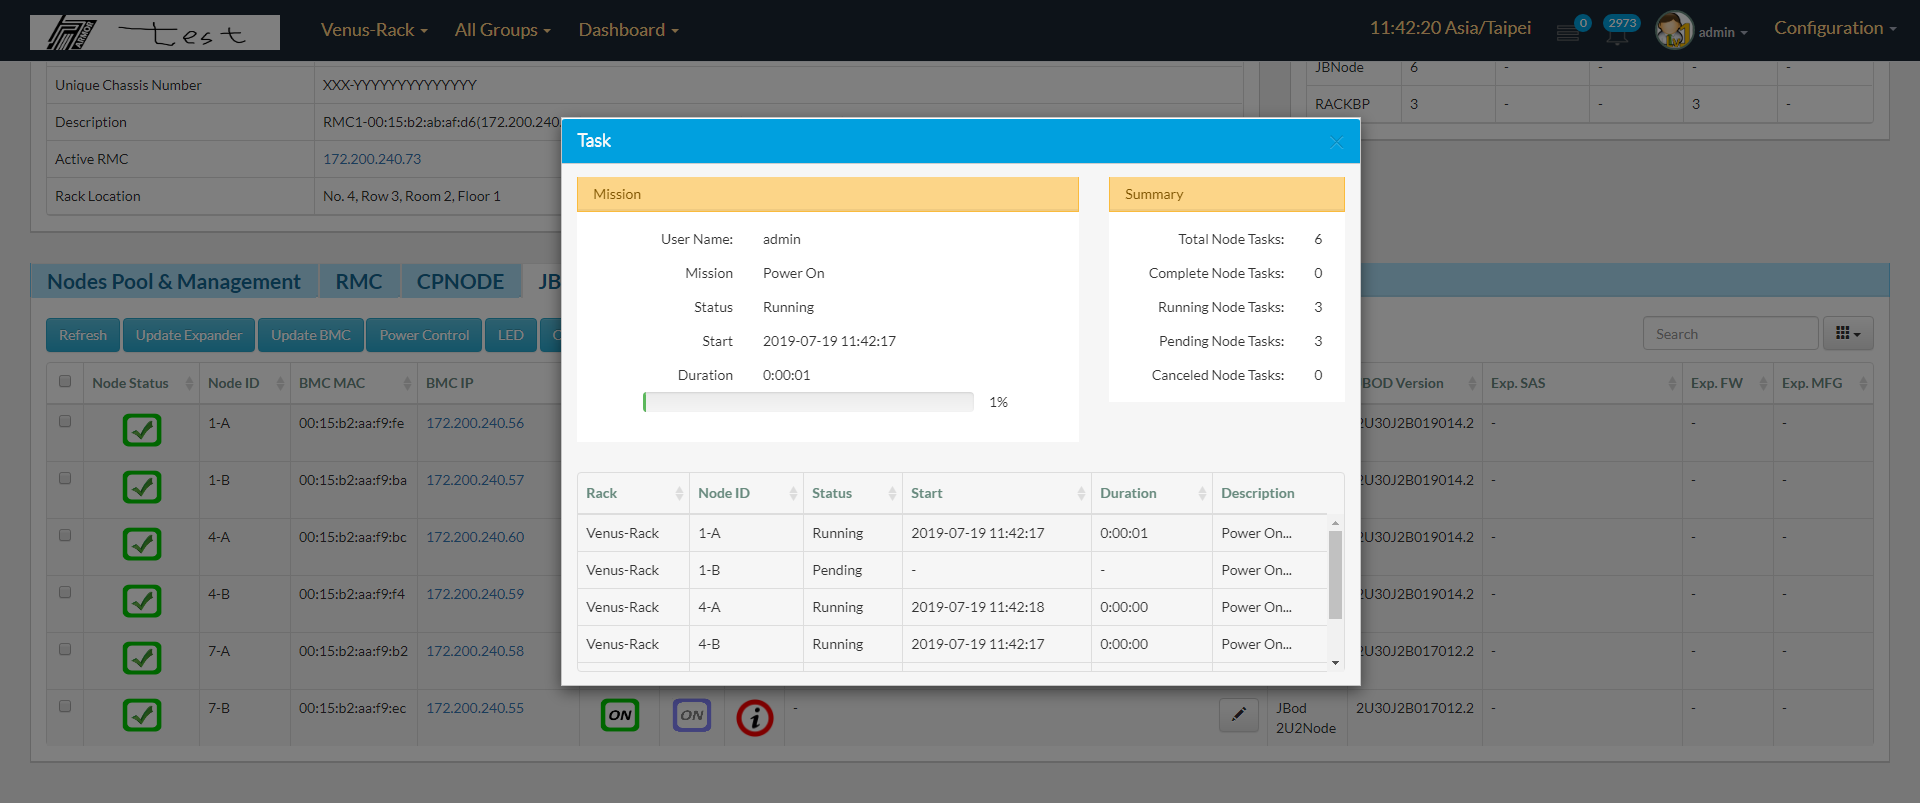 ARMOR test Venus-Rack All Groups Dashboard 11:42:20 Asia/Taipei 0 2973 admin Configuration
Unique Chassis Number XXX-YYYYYYYYYYYYYY
Description RMC1-00:15:b2:ab:af:d6(172.200.240.
Active RMC 172.200.240.73
Rack Location No. 4, Row 3, Room 2, Floor 1
JBNode 6 - - - -
RACKBP 3 - - 3 -
Task
Mission
User Name: admin
Mission Power On
Status Running
Start 2019-07-19 11:42:17
Duration 0:00:01
1%
Summary
Total Node Tasks: 6
Complete Node Tasks: 0
Running Node Tasks: 3
Pending Node Tasks: 3
Canceled Node Tasks: 0
Rack Node ID Status Start Duration Description
Venus-Rack 1-A Running 2019-07-19 11:42:17 0:00:01 Power On...
Venus-Rack 1-B Pending - - Power On...
Venus-Rack 4-A Running 2019-07-19 11:42:18 0:00:00 Power On...
Venus-Rack 4-B Running 2019-07-19 11:42:17 0:00:00 Power On...
Nodes Pool & Management RMC CPNODE JB
Refresh Update Expander Update BMC Power Control LED Search
Node Status Node ID BMC MAC BMC IP BOD Version Exp. SAS Exp. FW Exp. MFG
1-A 00:15:b2:aa:f9:fe 172.200.240.56 2U30J2B019014.2 - - -
1-B 00:15:b2:aa:f9:ba 172.200.240.57 2U30J2B019014.2 - - -
4-A 00:15:b2:aa:f9:bc 172.200.240.60 2U30J2B019014.2 - - -
4-B 00:15:b2:aa:f9:f4 172.200.240.59 2U30J2B019014.2 - - -
7-A 00:15:b2:aa:f9:b2 172.200.240.58 2U30J2B017012.2 - - -
7-B 00:15:b2:aa:f9:ec 172.200.240.55 ON ON i - JBod 2U30J2B017012.2 - - -
2U2Node